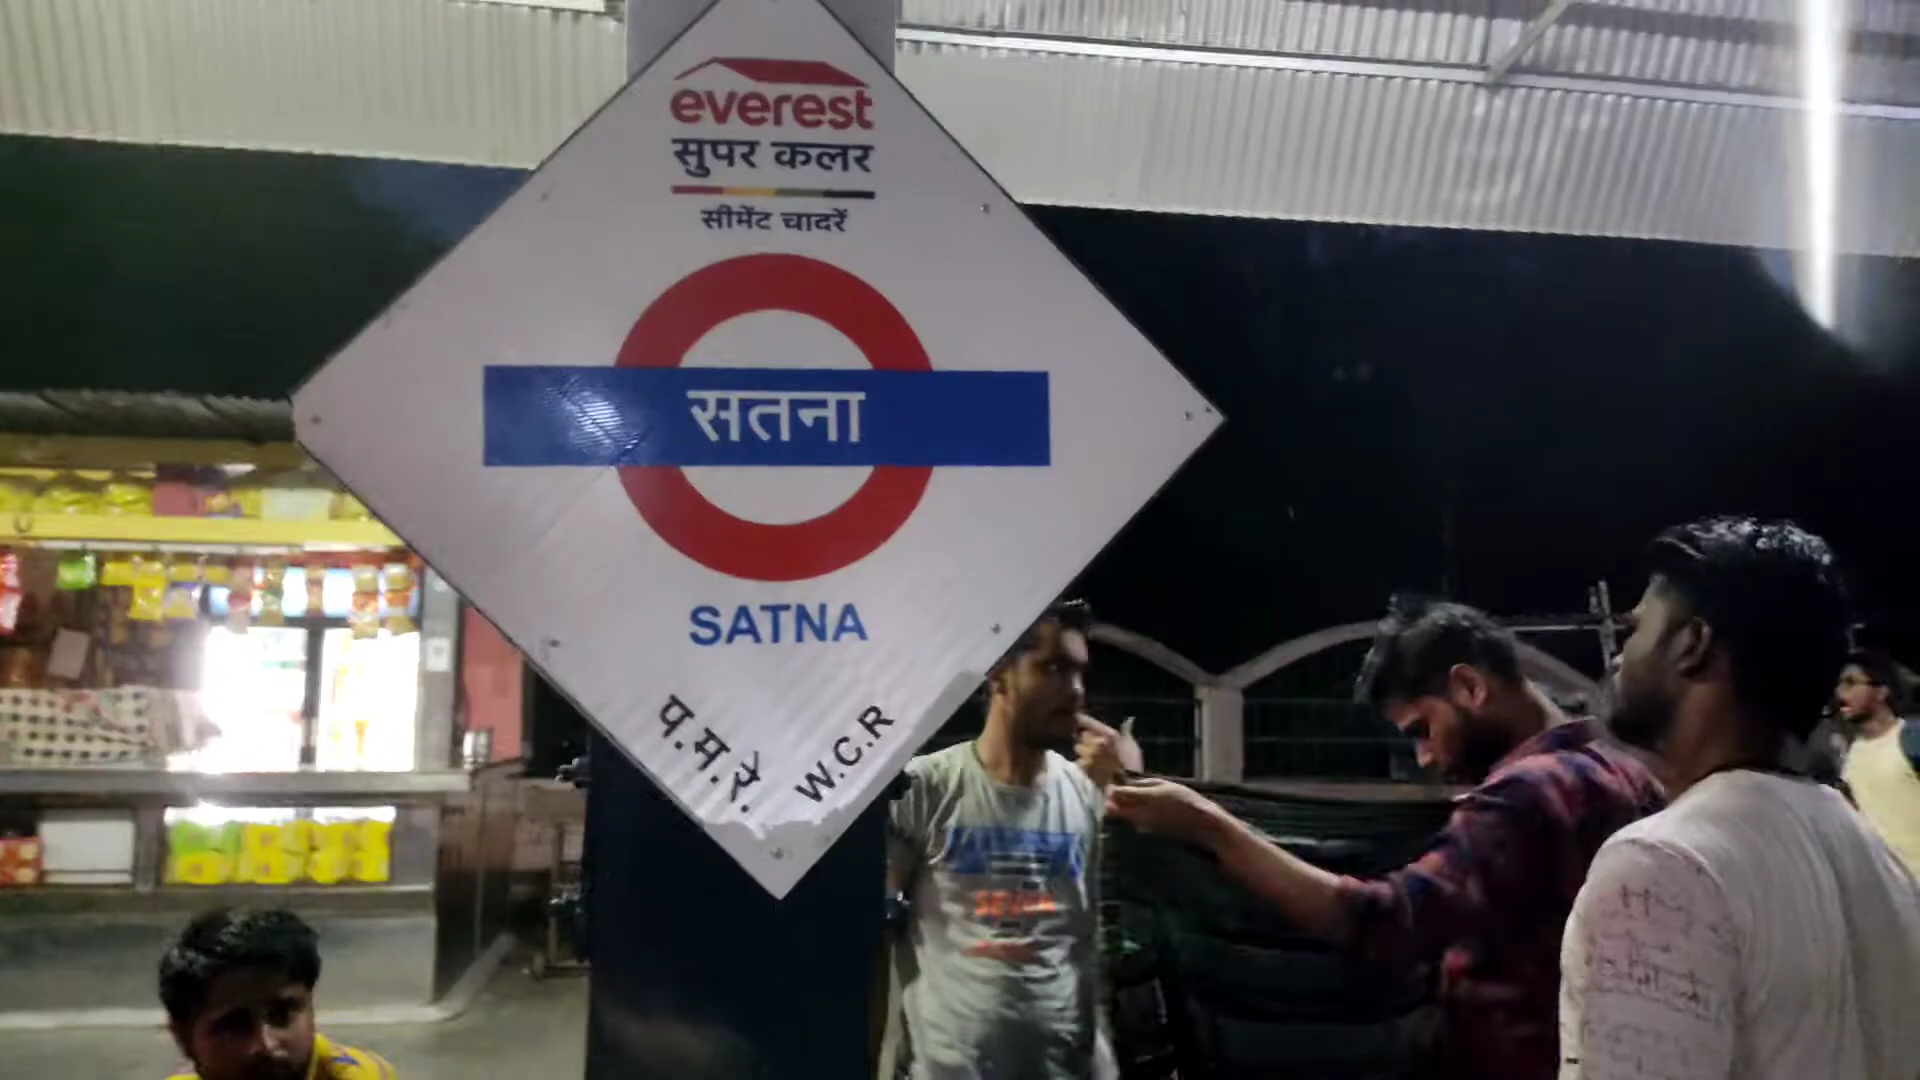 everest
सुपर कलर
सीमेंट चादरें
सतना
SATNA
प.म.रे.
W.C.R